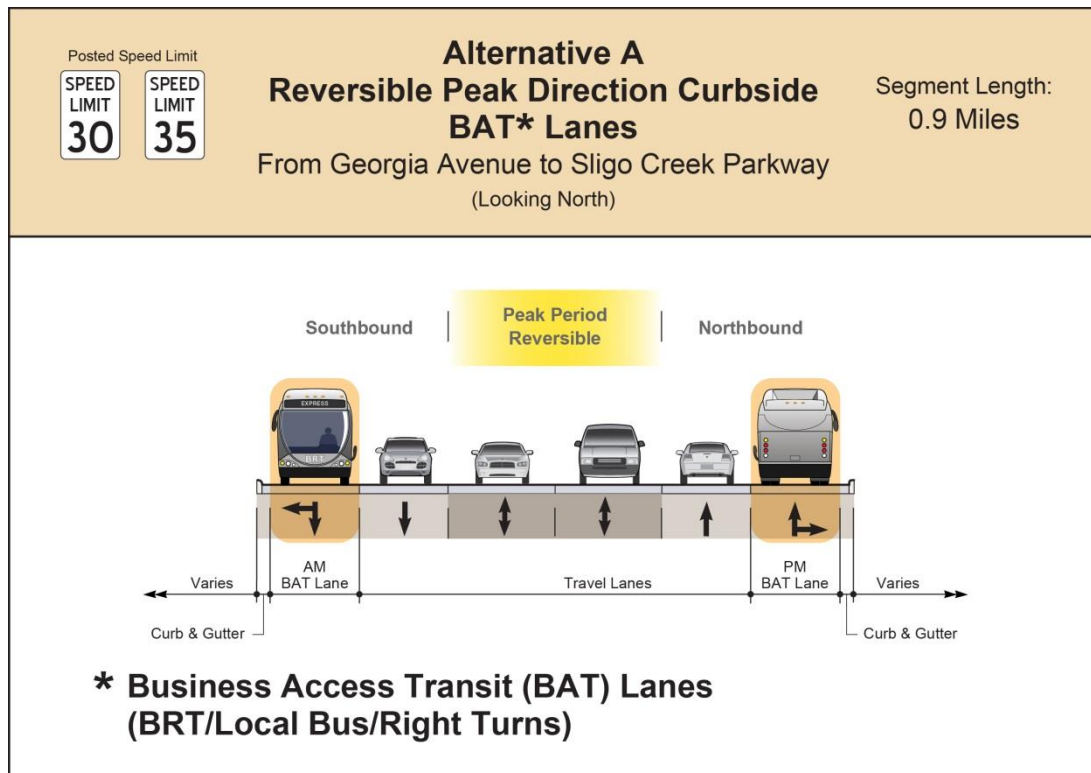 Posted Speed Limit
SPEED
LIMIT
30
SPEED
LIMIT
35
Alternative A
Reversible Peak Direction Curbside
BAT* Lanes
From Georgia Avenue to Sligo Creek Parkway
(Looking North)
Segment Length:
0.9 Miles
Southbound
Peak Period
Reversible
Northbound
EXPRESS
BRT
AM
BAT Lane
PM
BAT Lane
Varies
Travel Lanes
Varies
Curb & Gutter
Curb & Gutter
* Business Access Transit (BAT) Lanes
(BRT/Local Bus/Right Turns)